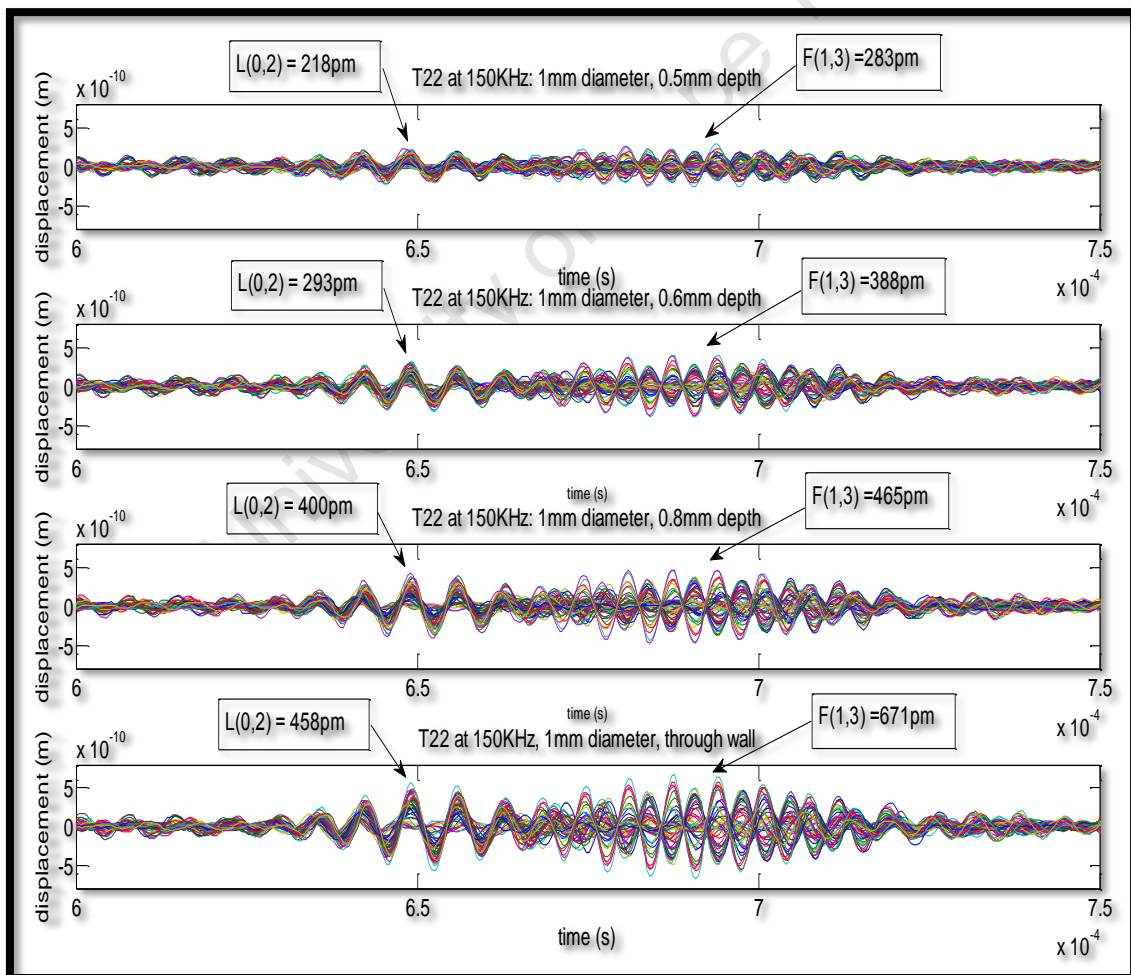 L(0,2) = 218pm
F(1,3) =283pm
x 10-10
T22 at 150KHz: 1mm diameter, 0.5mm depth
displacement (m)
5
0
-5
6
6.5
7
7.5
time (s)
x 10-4
L(0,2) = 293pm
F(1,3) =388pm
x 10-10
T22 at 150KHz: 1mm diameter, 0.6mm depth
displacement (m)
5
0
-5
6
6.5
7
7.5
time (s)
x 10-4
L(0,2) = 400pm
F(1,3) =465pm
x 10-10
T22 at 150KHz: 1mm diameter, 0.8mm depth
displacement (m)
5
0
-5
6
6.5
7
7.5
time (s)
x 10-4
L(0,2) = 458pm
F(1,3) =671pm
x 10-10
T22 at 150KHz, 1mm diameter, through wall
displacement (m)
5
0
-5
6
6.5
7
7.5
time (s)
x 10-4
University of